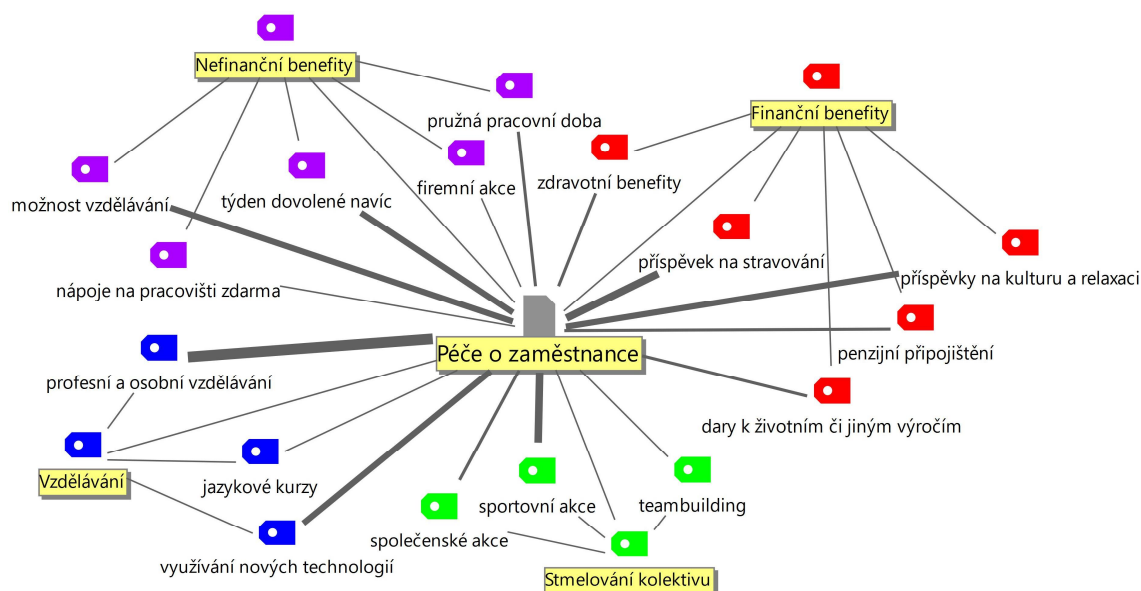 Nefinanční benefity
Finanční benefity
pružná pracovní doba
zdravotní benefity
firemní akce
možnost vzdělávání
týden dovolené navíc
příspěvek na stravování
příspěvky na kulturu a relaxaci
nápoje na pracovišti zdarma
Péče o zaměstnance
penzijní připojištění
profesní a osobní vzdělávání
dary k životním či jiným výročím
Vzdělávání
jazykové kurzy
sportovní akce
teambuilding
společenské akce
využívání nových technologií
Stmelování kolektivu